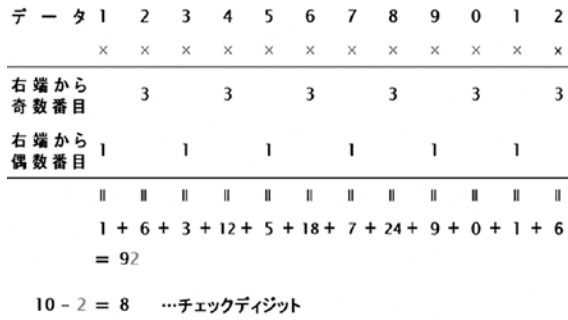 データ 1 2 3 4 5 6 7 8 9 0 1 2
× × × × × × × × × × × ×
右端から
奇数番目 3 3 3 3 3 3
右端から
偶数番目 1 1 1 1 1 1
॥ ॥ ॥ ॥ ॥ ॥ ॥ ॥ ॥ ॥ ॥ ॥
1 + 6 + 3 + 12 + 5 + 18 + 7 + 24 + 9 + 0 + 1 + 6
= 92
10 - 2 = 8 …チェックディジット